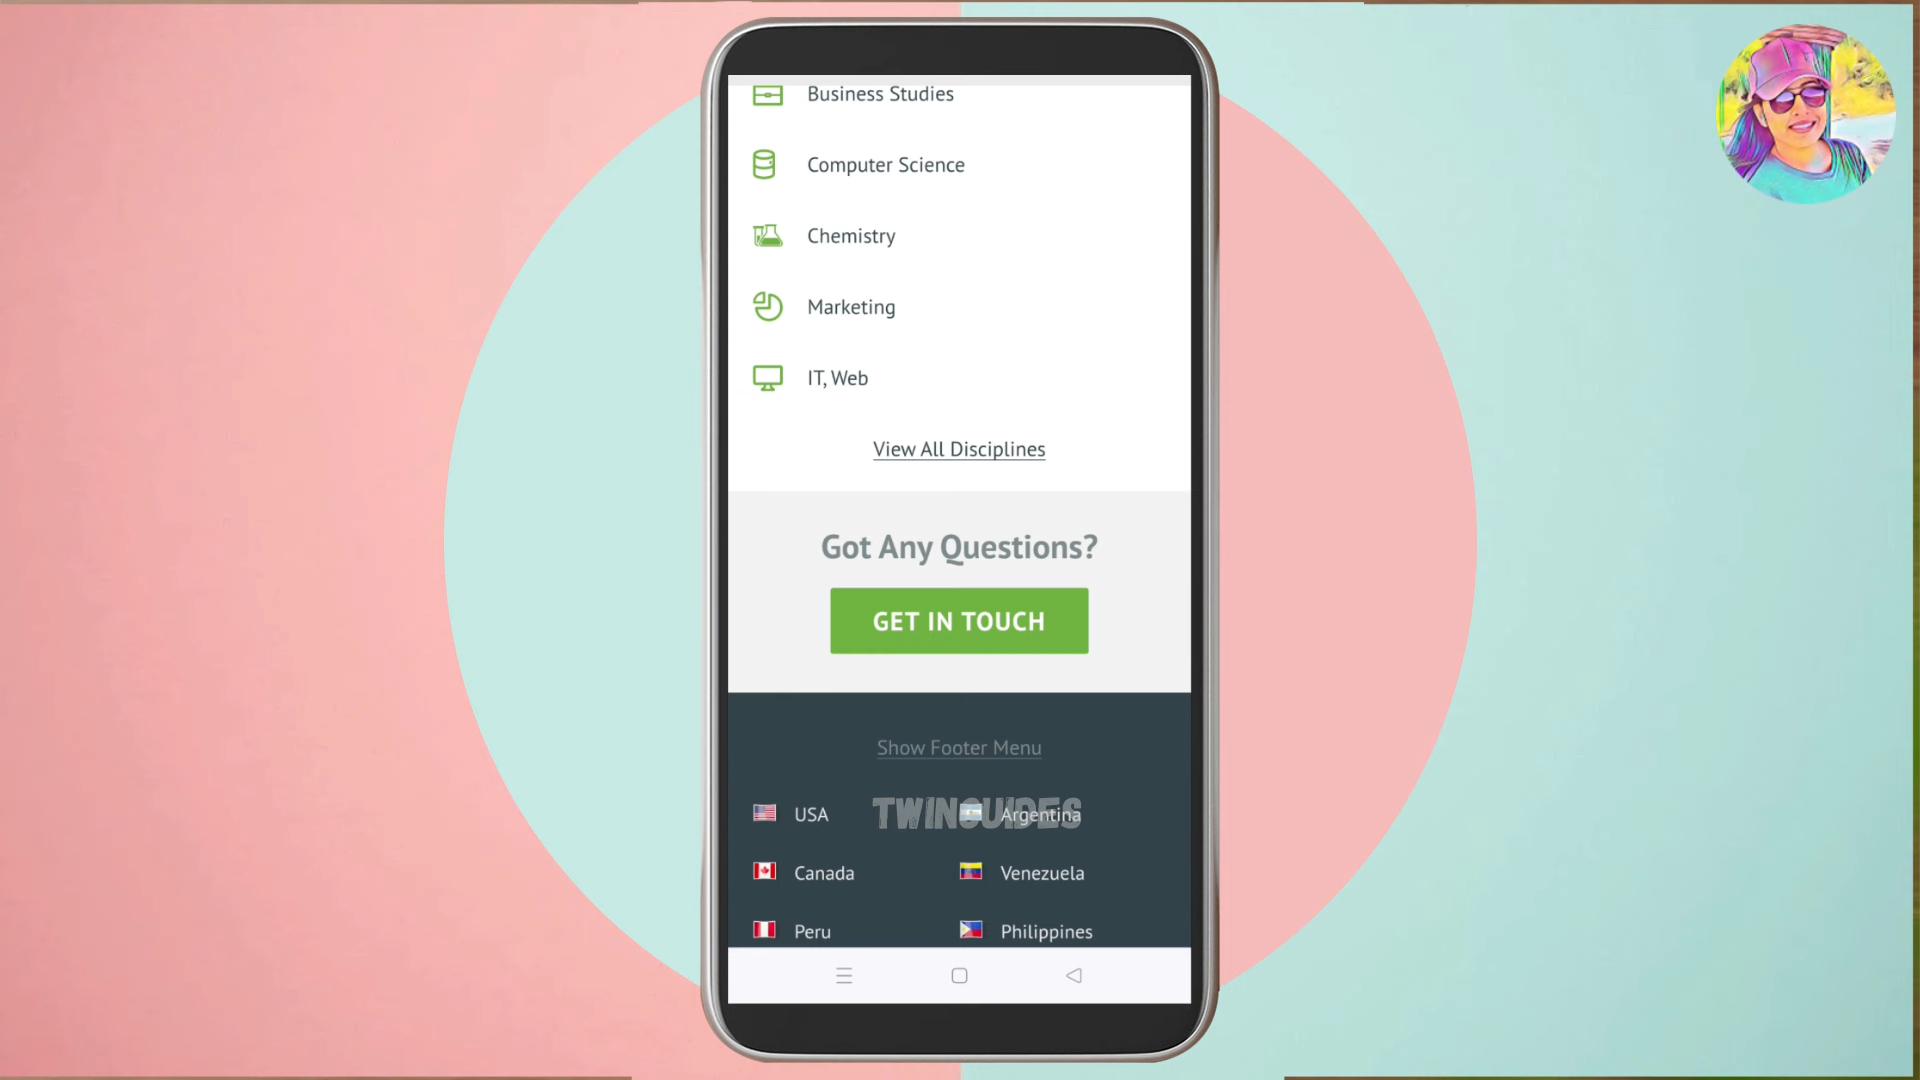 Business Studies
Computer Science
Chemistry
Marketing
IT, Web
View All Disciplines
Got Any Questions?
GET IN TOUCH
Show Footer Menu
USA
Argentina
TWINGUIDES
Canada
Venezuela
Peru
Philippines